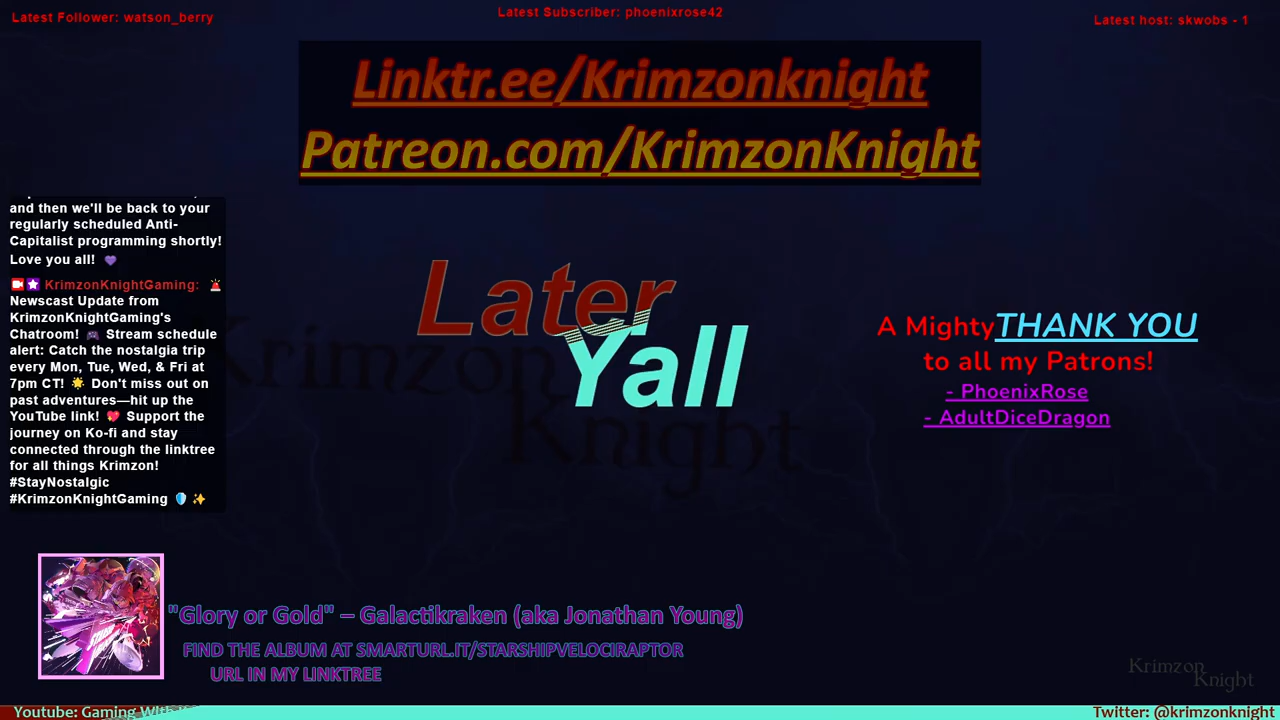 Latest Follower: watson_berry
Latest Subscriber: phoenixrose42
Latest host: skwobs - 1
Linktr.ee/Krimzonknight
Patreon.com/KrimzonKnight
and then we'll be back to your
regularly scheduled Anti-
Capitalist programming shortly!
Love you all! 💜
KrimzonKnightGaming: 🚨
Newscast Update from
KrimzonKnightGaming's
Chatroom! 🎮 Stream schedule
alert: Catch the nostalgia trip
every Mon, Tue, Wed, & Fri at
7pm CT! 🌟 Don't miss out on
past adventures—hit up the
YouTube link! 💖 Support the
journey on Ko-fi and stay
connected through the linktree
for all things Krimzon!
#StayNostalgic
#KrimzonKnightGaming 🛡️ ✨
Later
Yall
Krimzon
Knight
A Mighty THANK YOU
to all my Patrons!
- PhoenixRose
- AdultDiceDragon
"Glory or Gold" – Galactikraken (aka Jonathan Young)
FIND THE ALBUM AT SMARTURL.IT/STARSHIPVELOCIRAPTOR
URL IN MY LINKTREE
Krimzon
Knight
Youtube: Gaming
Twitter: @krimzonknight